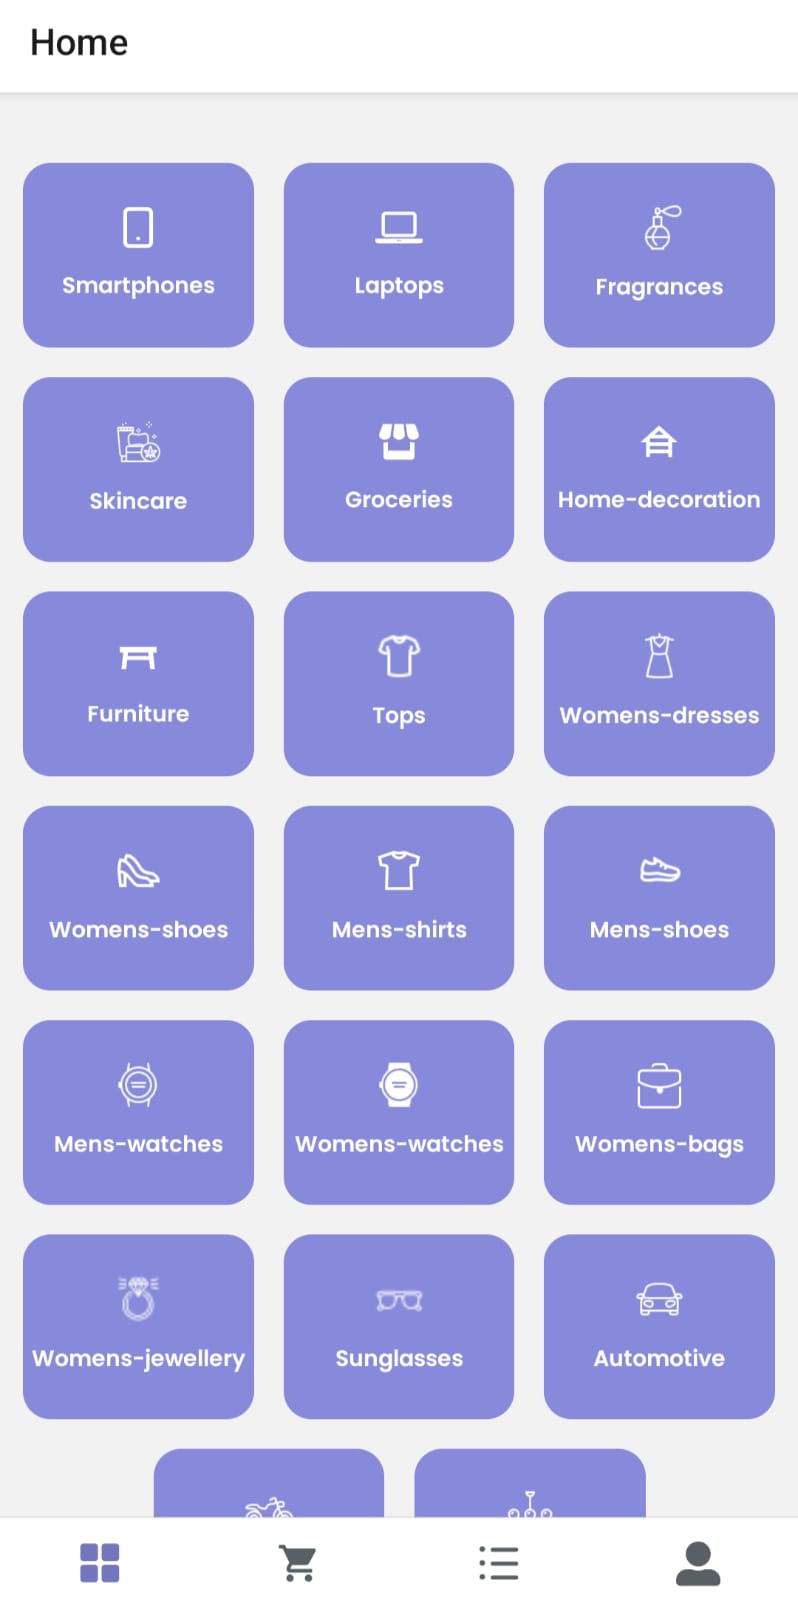 Home
Smartphones
Laptops
Fragrances
Skincare
Groceries
Home-decoration
Furniture
Tops
Womens-dresses
Womens-shoes
Mens-shirts
Mens-shoes
Mens-watches
Womens-watches
Womens-bags
Womens-jewellery
Sunglasses
Automotive